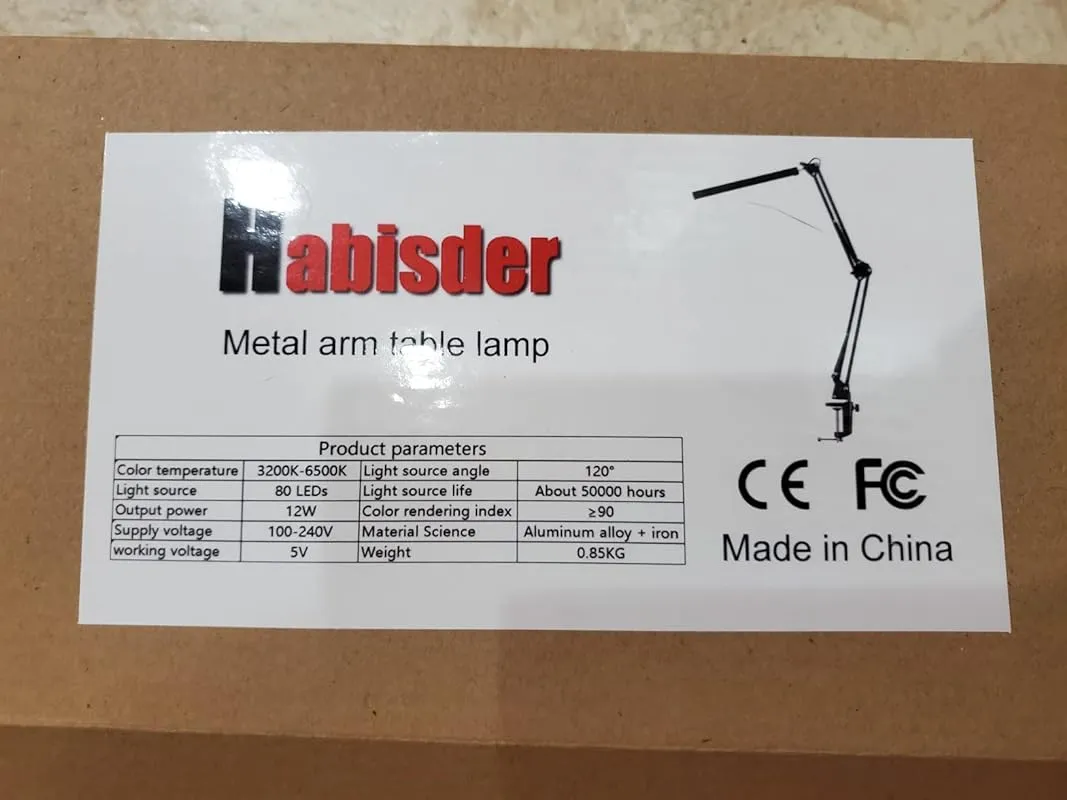 Habisder
Metal arm table lamp
Product parameters
Color temperature 3200K-6500K Light source angle 120°
Light source 80 LEDs Light source life About 50000 hours
Output power 12W Color rendering index ≥90
Supply voltage 100-240V Material Science Aluminum alloy + iron
working voltage 5V Weight 0.85KG
CE FC
Made in China